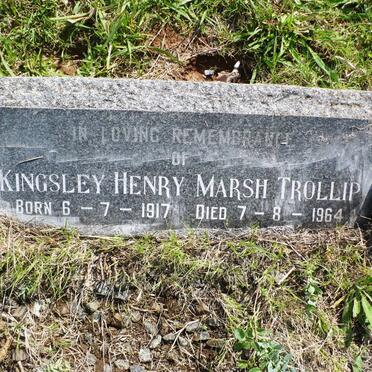 IN LOVING REMEMBRANCE
OF
KINGSLEY HENRY MARSH TROLLIP
BORN 6 - 7 - 1917 DIED 7 - 8 - 1964